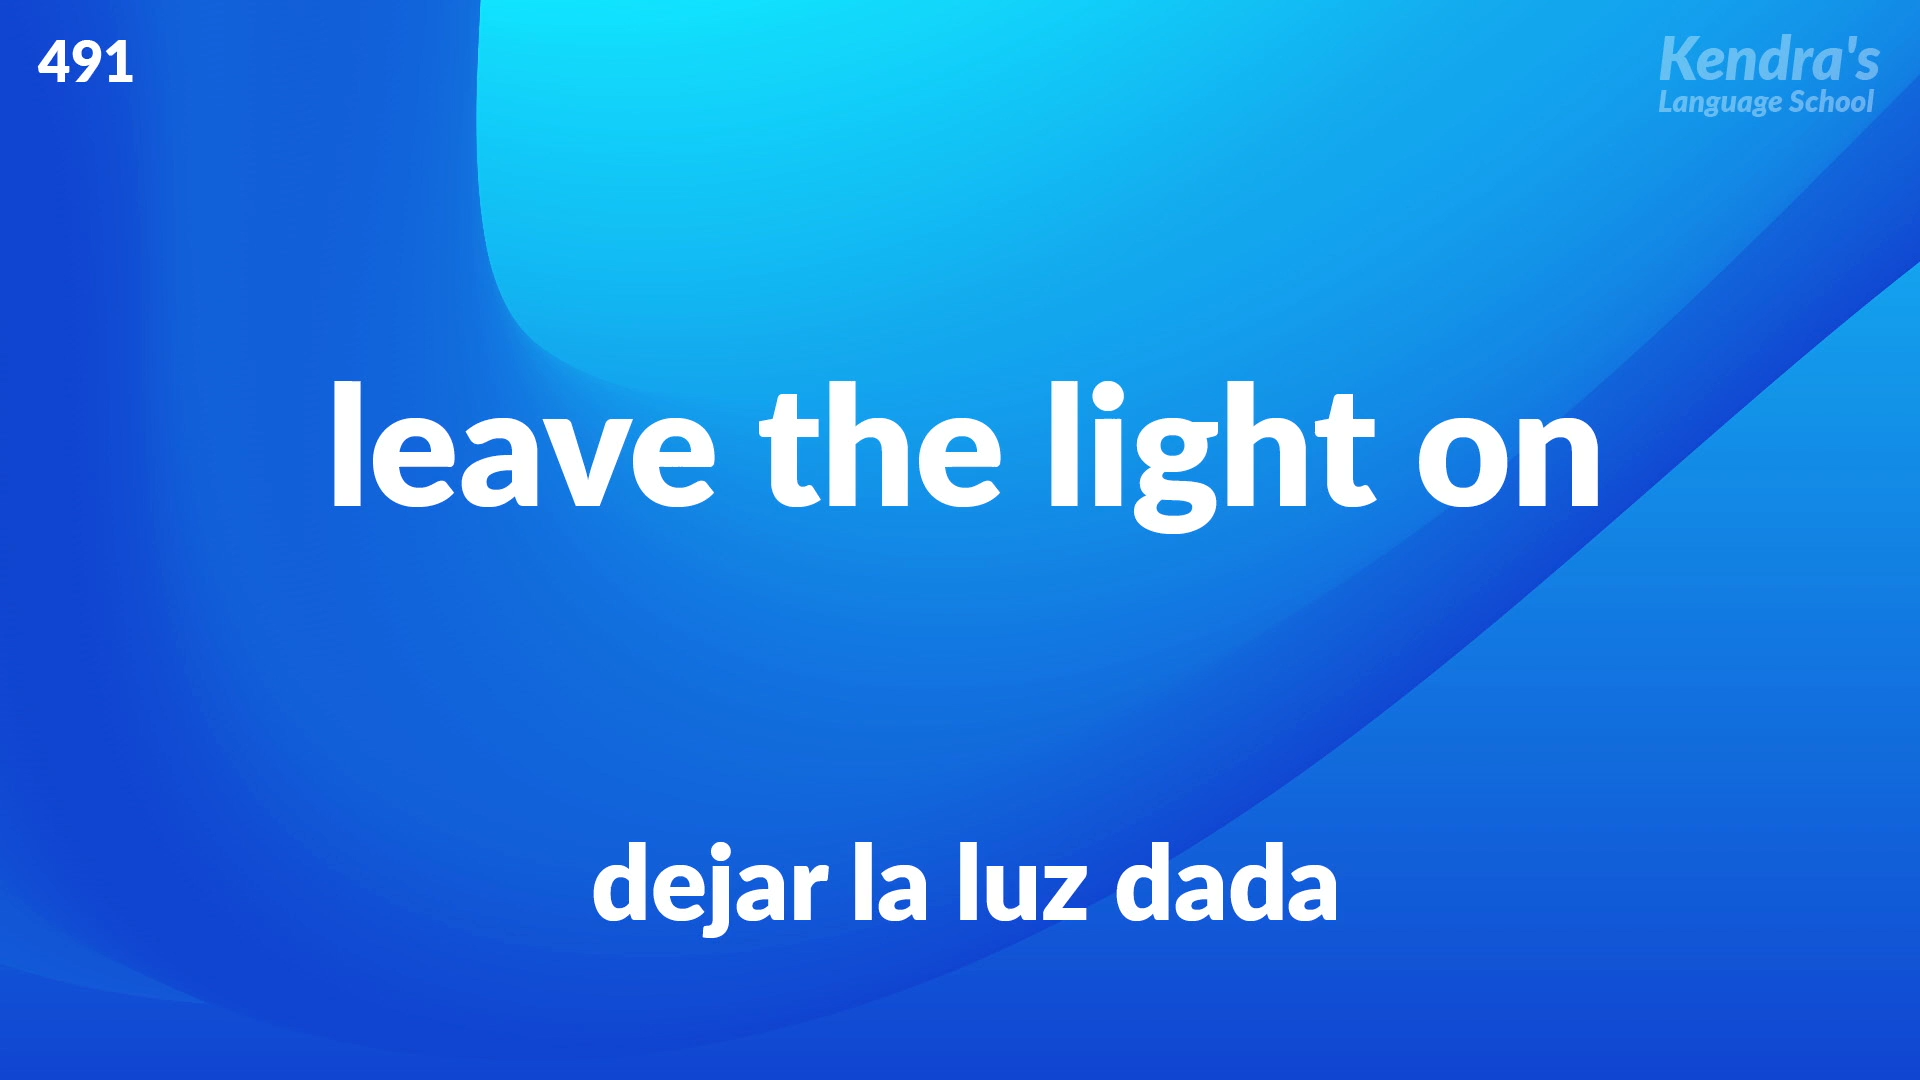 491
Kendra's
Language School
leave the light on
dejar la luz dada